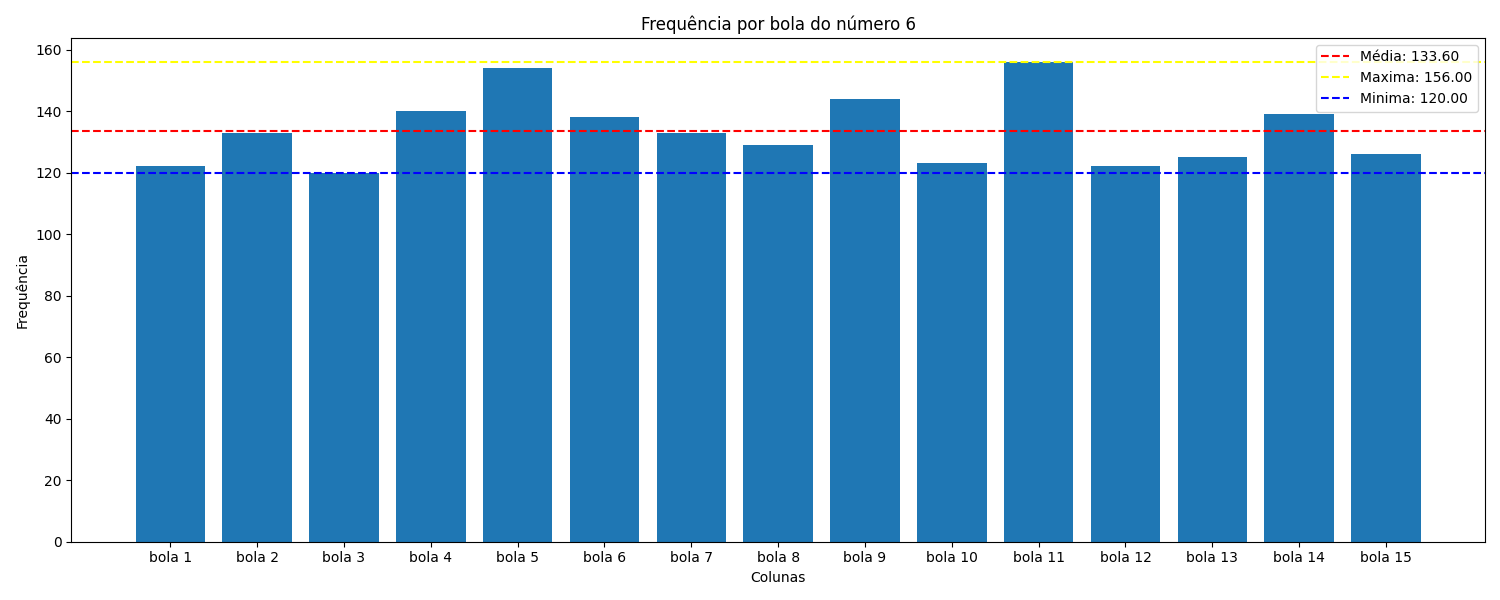 Frequência por bola do número 6
Média: 133.60
Maxima: 156.00
Minima: 120.00
Frequência
160
140
120
100
80
60
40
20
0
bola 1 bola 2 bola 3 bola 4 bola 5 bola 6 bola 7 bola 8 bola 9 bola 10 bola 11 bola 12 bola 13 bola 14 bola 15
Colunas